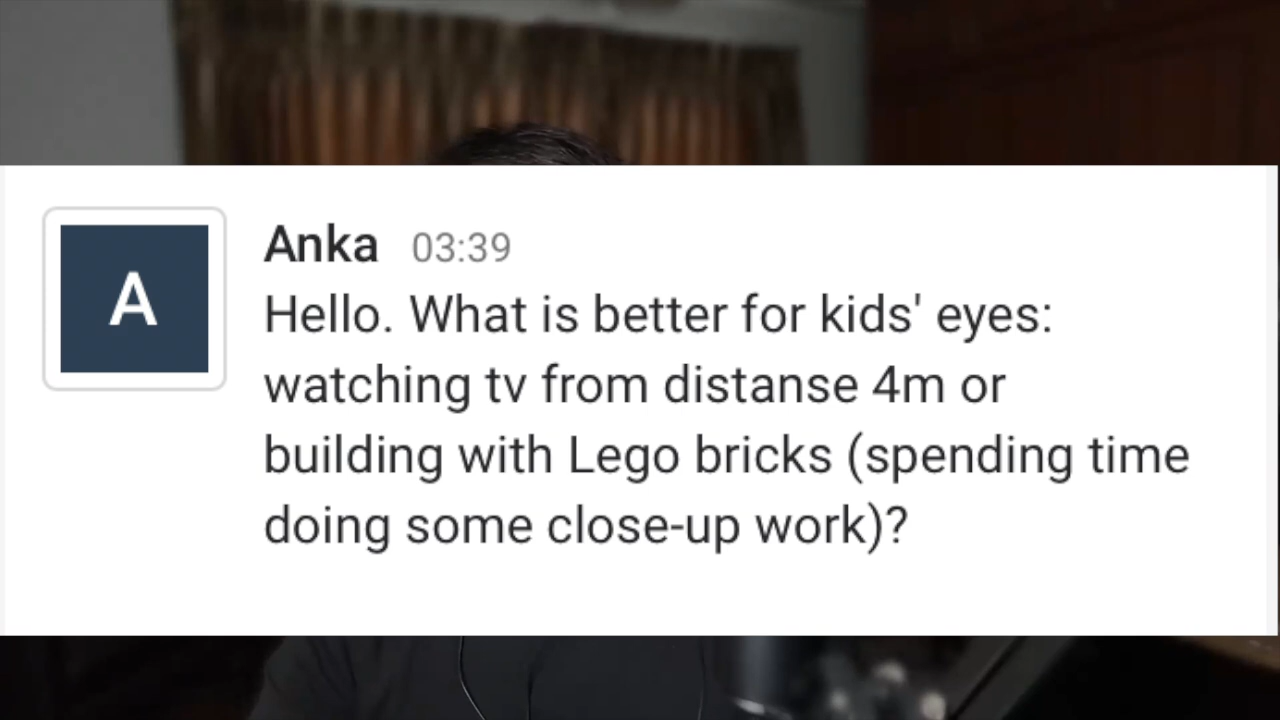 A
Anka 03:39
Hello. What is better for kids' eyes:
watching tv from distanse 4m or
building with Lego bricks (spending time
doing some close-up work)?